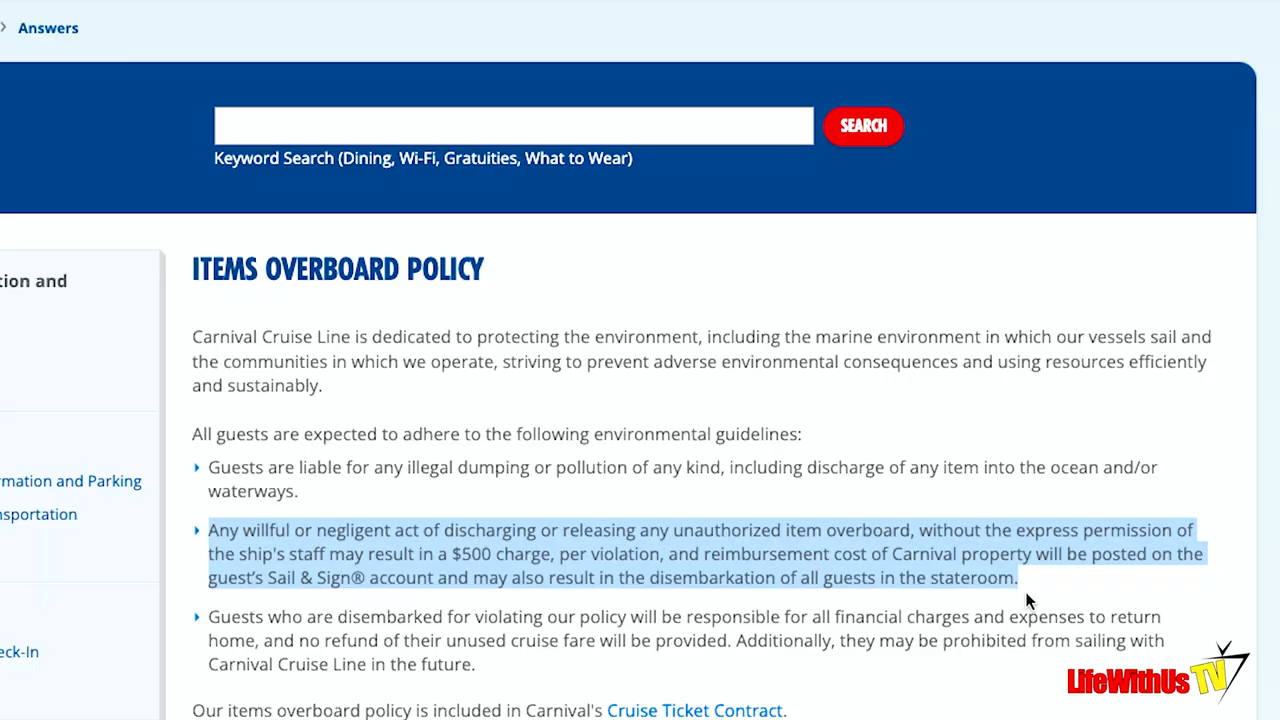 Answers
SEARCH
Keyword Search (Dining, Wi-Fi, Gratuities, What to Wear)
tion and
rmation and Parking
nsportation
eck-In
ITEMS OVERBOARD POLICY
Carnival Cruise Line is dedicated to protecting the environment, including the marine environment in which our vessels sail and
the communities in which we operate, striving to prevent adverse environmental consequences and using resources efficiently
and sustainably.
All guests are expected to adhere to the following environmental guidelines:
Guests are liable for any illegal dumping or pollution of any kind, including discharge of any item into the ocean and/or
waterways.
Any willful or negligent act of discharging or releasing any unauthorized item overboard, without the express permission of
the ship's staff may result in a $500 charge, per violation, and reimbursement cost of Carnival property will be posted on the
guest's Sail & Sign® account and may also result in the disembarkation of all guests in the stateroom.
Guests who are disembarked for violating our policy will be responsible for all financial charges and expenses to return
home, and no refund of their unused cruise fare will be provided. Additionally, they may be prohibited from sailing with
Carnival Cruise Line in the future.
Our items overboard policy is included in Carnival's Cruise Ticket Contract.
LifeWithUs TV